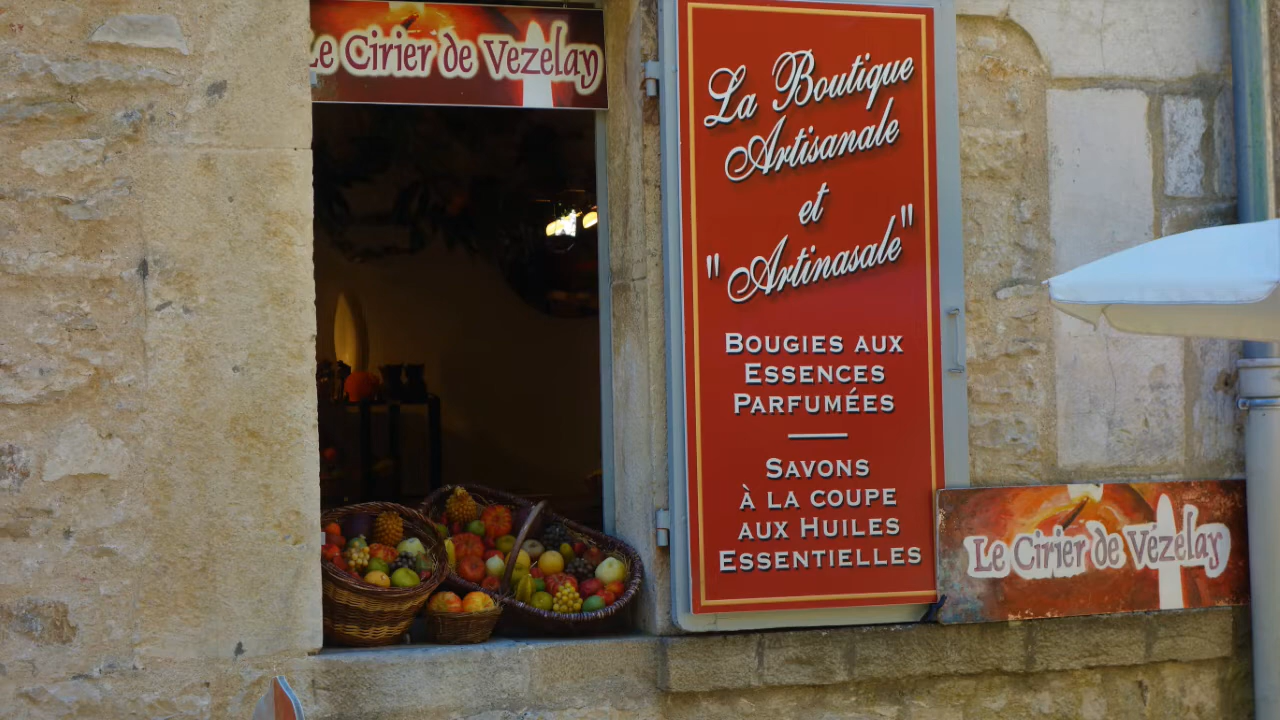 Le Cirier de Vezelay
La Boutique
Artisanale
et
"Artinasale"
BOUGIES AUX
ESSENCES
PARFUMÉES
SAVONS
À LA COUPE
AUX HUILES
ESSENTIELLES
Le Cirier de Vezelay